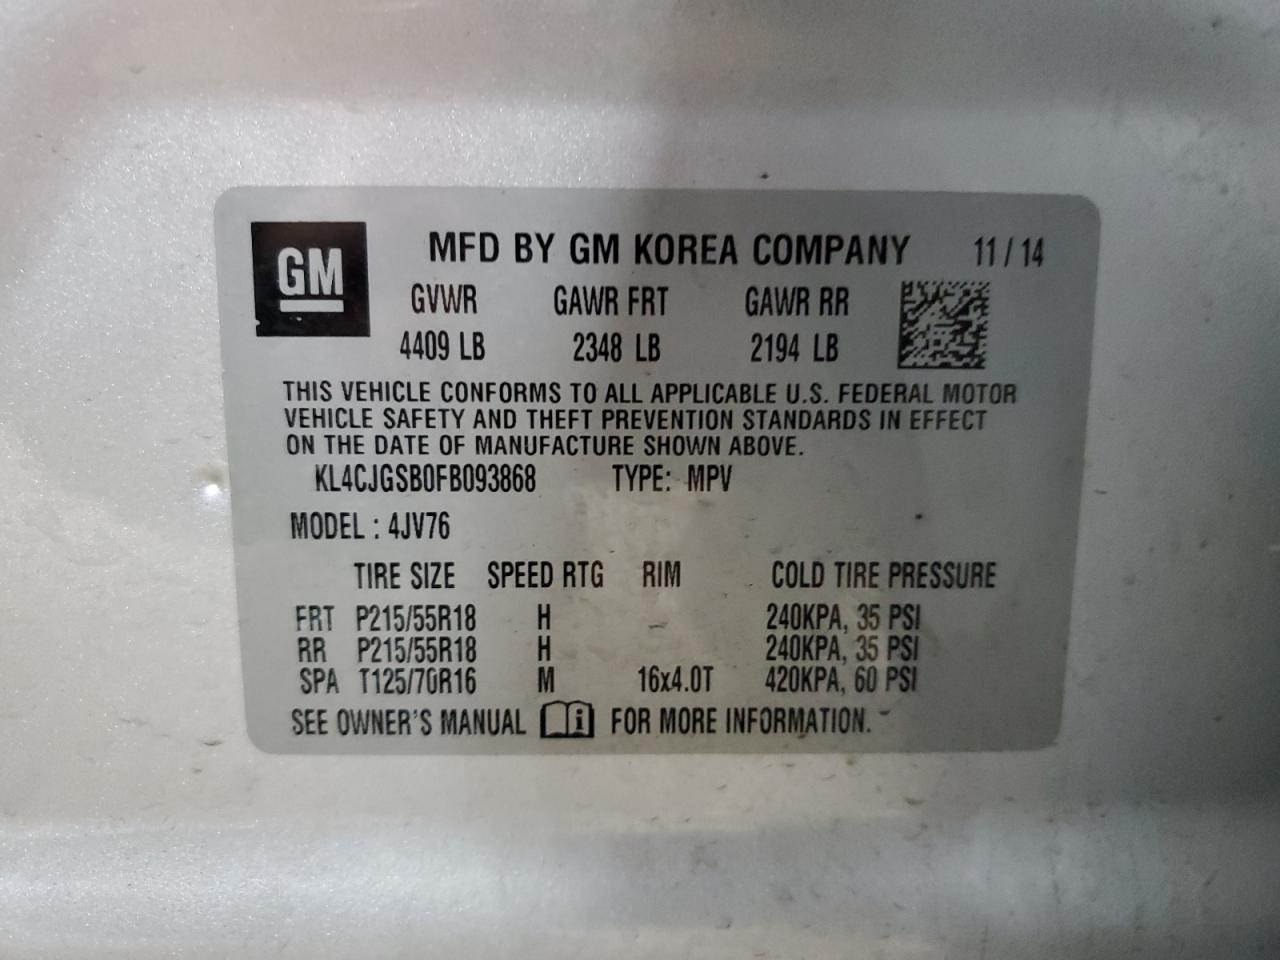 GM
MFD BY GM KOREA COMPANY 11/14
GVWR GAWR FRT GAWR RR
4409 LB 2348 LB 2194 LB
THIS VEHICLE CONFORMS TO ALL APPLICABLE U.S. FEDERAL MOTOR
VEHICLE SAFETY AND THEFT PREVENTION STANDARDS IN EFFECT
ON THE DATE OF MANUFACTURE SHOWN ABOVE.
KL4CJGSB0FB093868 TYPE: MPV
MODEL : 4JV76
TIRE SIZE SPEED RTG RIM COLD TIRE PRESSURE
FRT P215/55R18 H 240KPA, 35 PSI
RR P215/55R18 H 240KPA, 35 PSI
SPA T125/70R16 M 16x4.0T 420KPA, 60 PSI
SEE OWNER'S MANUAL i FOR MORE INFORMATION.